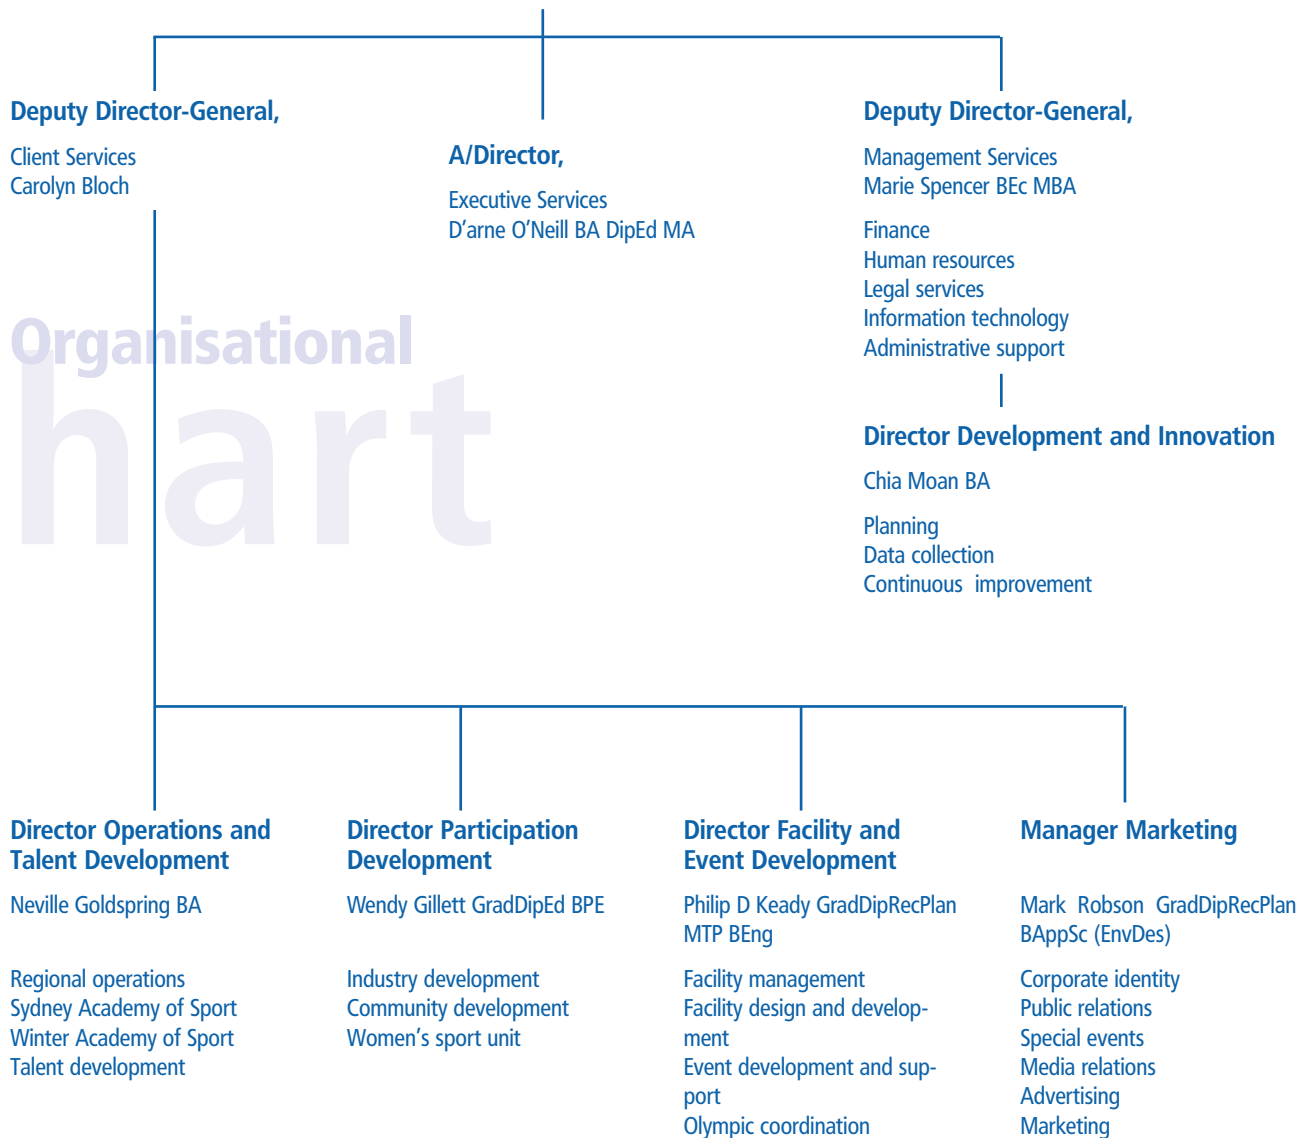 Deputy Director-General,
Client Services
Carolyn Bloch
A/Director,
Executive Services
D'arne O'Neill BA DipEd MA
Deputy Director-General,
Management Services
Marie Spencer BEc MBA
Finance
Human resources
Legal services
Information technology
Administrative support
Organisational
hart
Director Development and Innovation
Chia Moan BA
Planning
Data collection
Continuous improvement
Director Operations and
Talent Development
Neville Goldspring BA
Regional operations
Sydney Academy of Sport
Winter Academy of Sport
Talent development
Director Participation
Development
Wendy Gillett GradDipEd BPE
Industry development
Community development
Women's sport unit
Director Facility and
Event Development
Philip D Keady GradDipRecPlan
MTP BEng
Facility management
Facility design and develop-
ment
Event development and sup-
port
Olympic coordination
Manager Marketing
Mark Robson GradDipRecPlan
BAppSc (EnvDes)
Corporate identity
Public relations
Special events
Media relations
Advertising
Marketing